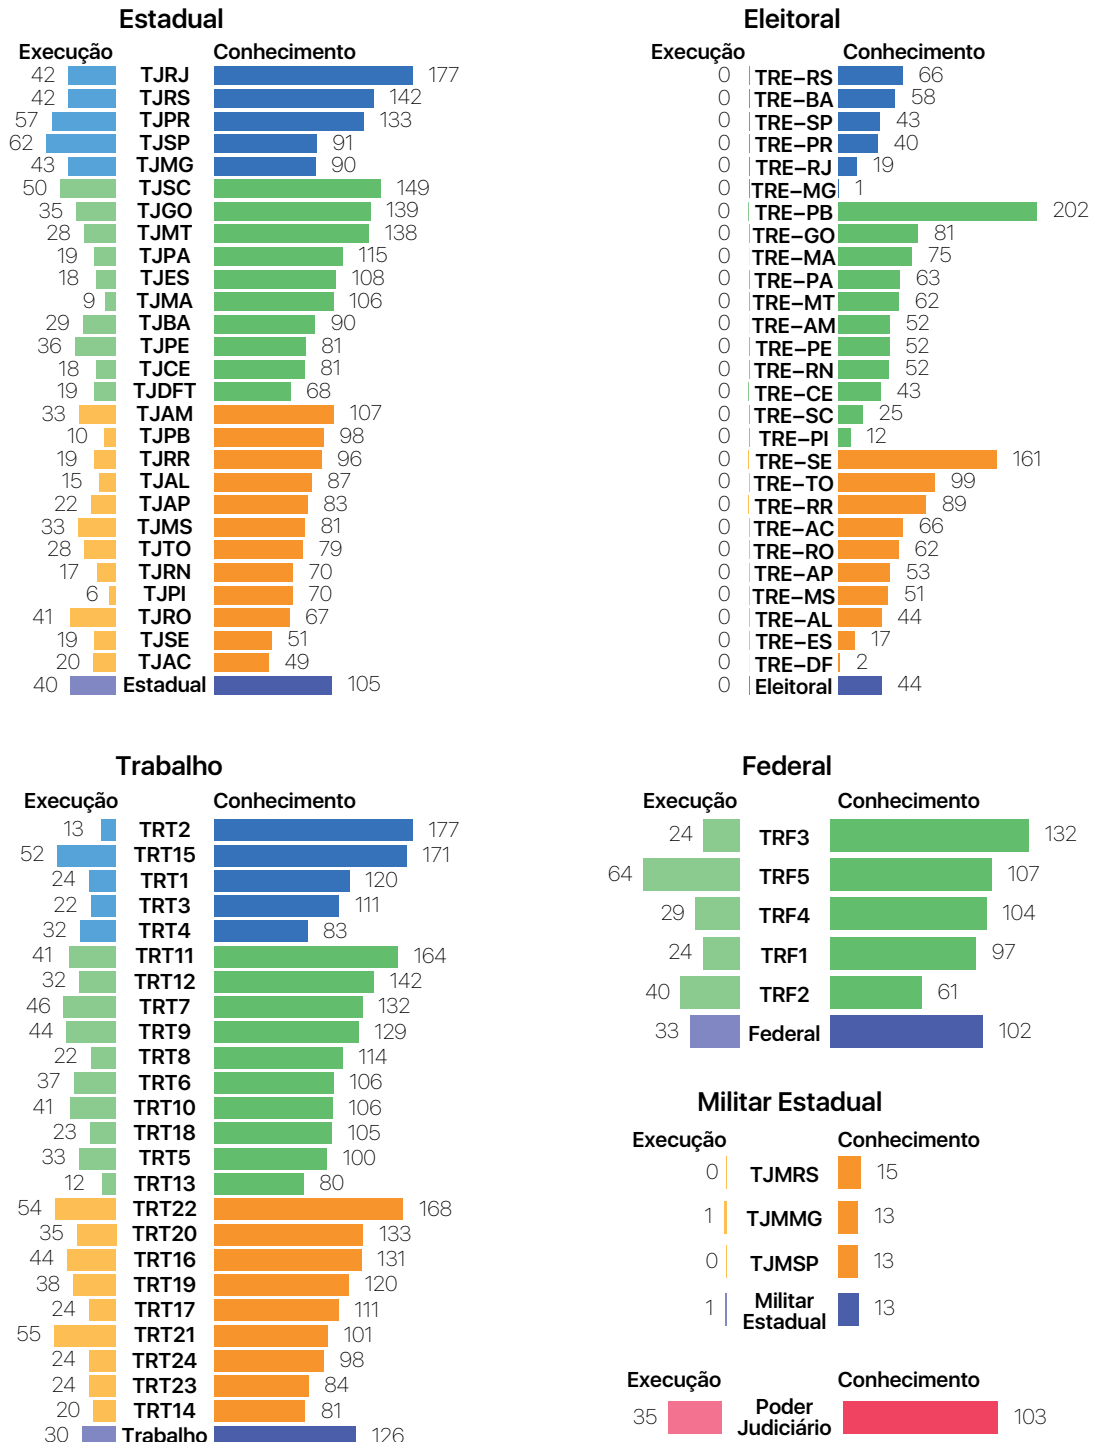 Estadual
Execução Conhecimento
42 TJRJ 177
42 TJRS 142
57 TJPR 133
62 TJSP 91
43 TJMG 90
50 TJSC 149
35 TJGO 139
28 TJMT 138
19 TJPA 115
18 TJES 108
9 TJMA 106
29 TJBA 90
36 TJPE 81
18 TJCE 81
19 TJDFT 68
33 TJAM 107
10 TJPB 98
19 TJRR 96
15 TJAL 87
22 TJAP 83
33 TJMS 81
28 TJTO 79
17 TJRN 70
6 TJPI 70
41 TJRO 67
19 TJSE 51
20 TJAC 49
40 Estadual 105
Eleitoral
Execução Conhecimento
0 TRE–RS 66
0 TRE–BA 58
0 TRE–SP 43
0 TRE–PR 40
0 TRE–RJ 19
0 TRE–MG 1
0 TRE–PB 202
0 TRE–GO 81
0 TRE–MA 75
0 TRE–PA 63
0 TRE–MT 62
0 TRE–AM 52
0 TRE–PE 52
0 TRE–RN 52
0 TRE–CE 43
0 TRE–SC 25
0 TRE–PI 12
0 TRE–SE 161
0 TRE–TO 99
0 TRE–RR 89
0 TRE–AC 66
0 TRE–RO 62
0 TRE–AP 53
0 TRE–MS 51
0 TRE–AL 44
0 TRE–ES 17
0 TRE–DF 2
0 Eleitoral 44
Trabalho
Execução Conhecimento
13 TRT2 177
52 TRT15 171
24 TRT1 120
22 TRT3 111
32 TRT4 83
41 TRT11 164
32 TRT12 142
46 TRT7 132
44 TRT9 129
22 TRT8 114
37 TRT6 106
41 TRT10 106
23 TRT18 105
33 TRT5 100
12 TRT13 80
54 TRT22 168
35 TRT20 133
44 TRT16 131
38 TRT19 120
24 TRT17 111
55 TRT21 101
24 TRT24 98
24 TRT23 84
20 TRT14 81
30 Trabalho 126
Federal
Execução Conhecimento
24 TRF3 132
64 TRF5 107
29 TRF4 104
24 TRF1 97
40 TRF2 61
33 Federal 102
Militar Estadual
Execução Conhecimento
0 TJMRS 15
1 TJMMG 13
0 TJMSP 13
1 Militar 13
Estadual
Execução Conhecimento
35 Poder 103
Judiciário